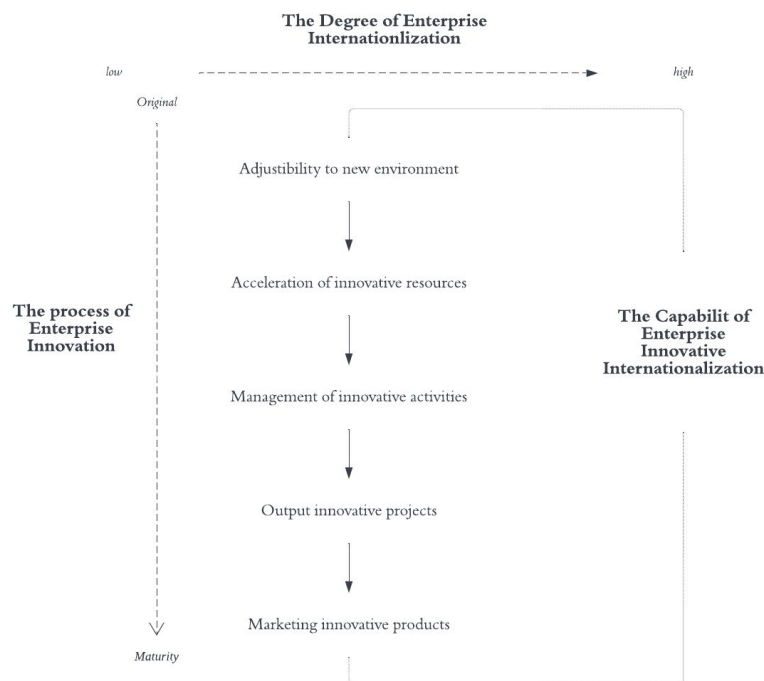 The Degree of Enterprise
Internationlization
low
high
Original
Adjustibility to new environment
Acceleration of innovative resources
The process of
Enterprise
Innovation
The Capabilit of
Enterprise
Innovative
Internationalization
Management of innovative activities
Output innovative projects
Marketing innovative products
Maturity